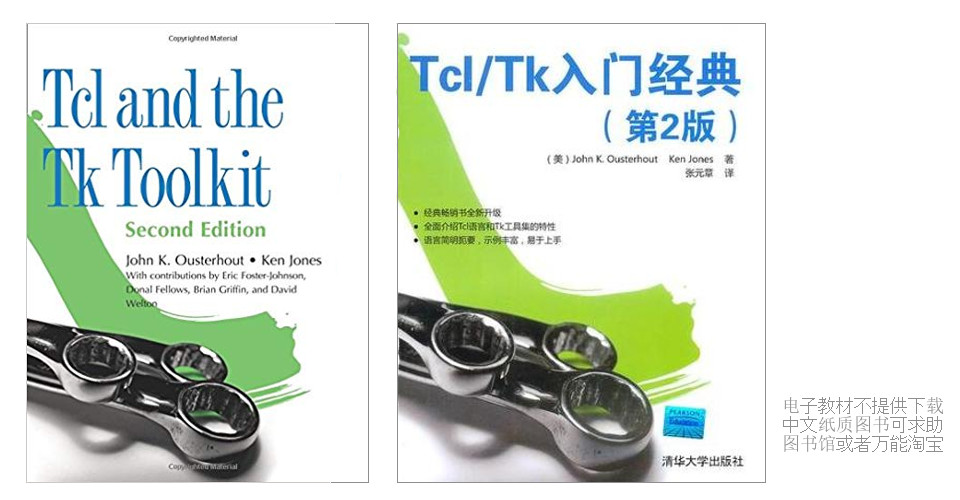 Copyrighted Material
Tcl and the
Tk Toolkit
Second Edition
John K. Ousterhout • Ken Jones
With contributions by Eric Foster-Johnson,
Donal Fellows, Brian Griffin, and David
Welton
Copyrighted Material
Tcl/Tk入门经典
（第2版）
（美）John K. Ousterhout Ken Jones 著
张元章 译
● 经典畅销书全新升级
● 全面介绍Tcl语言和Tk工具集的特性
● 语言简明扼要，示例丰富，易于上手
PEARSON
Education
清华大学出版社
电子教材不提供下载
中文纸质图书可求助
图书馆或者万能淘宝